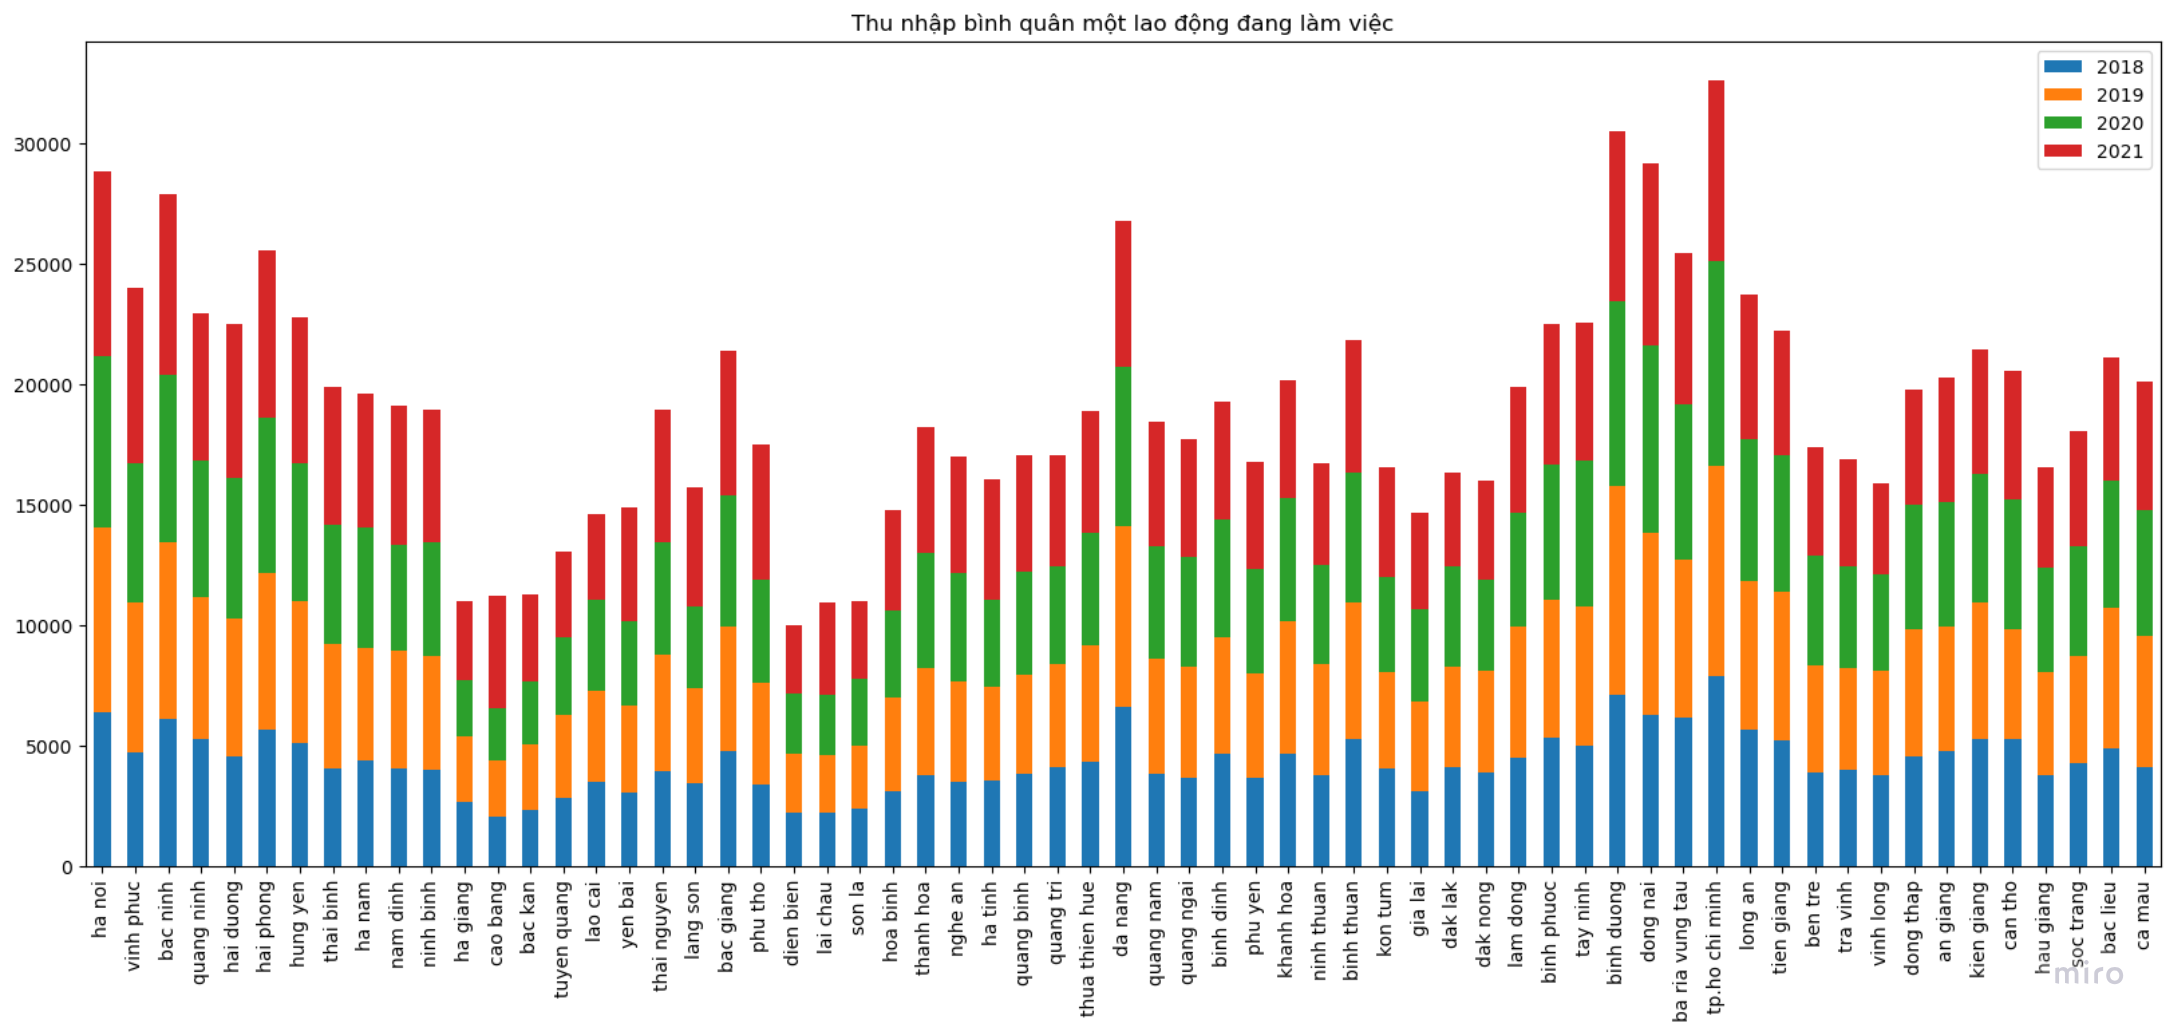 Thu nhập bình quân một lao động đang làm việc
2018
2019
2020
2021
30000
25000
20000
15000
10000
5000
0
ha noi
vinh phuc
bac ninh
quang ninh
hai duong
hai phong
hung yen
thai binh
ha nam
nam dinh
ninh binh
ha giang
cao bang
bac kan
tuyen quang
lao cai
yen bai
thai nguyen
lang son
bac giang
phu tho
dien bien
lai chau
son la
hoa binh
thanh hoa
nghe an
ha tinh
quang binh
quang tri
thua thien hue
da nang
quang nam
quang ngai
binh dinh
phu yen
khanh hoa
ninh thuan
binh thuan
kon tum
gia lai
dak lak
dak nong
lam dong
binh phuoc
tay ninh
binh duong
dong nai
ba ria vung tau
tp.ho chi minh
long an
tien giang
ben tre
tra vinh
vinh long
dong thap
an giang
kien giang
can tho
hau giang
soc trang
bac lieu
ca mau
miro